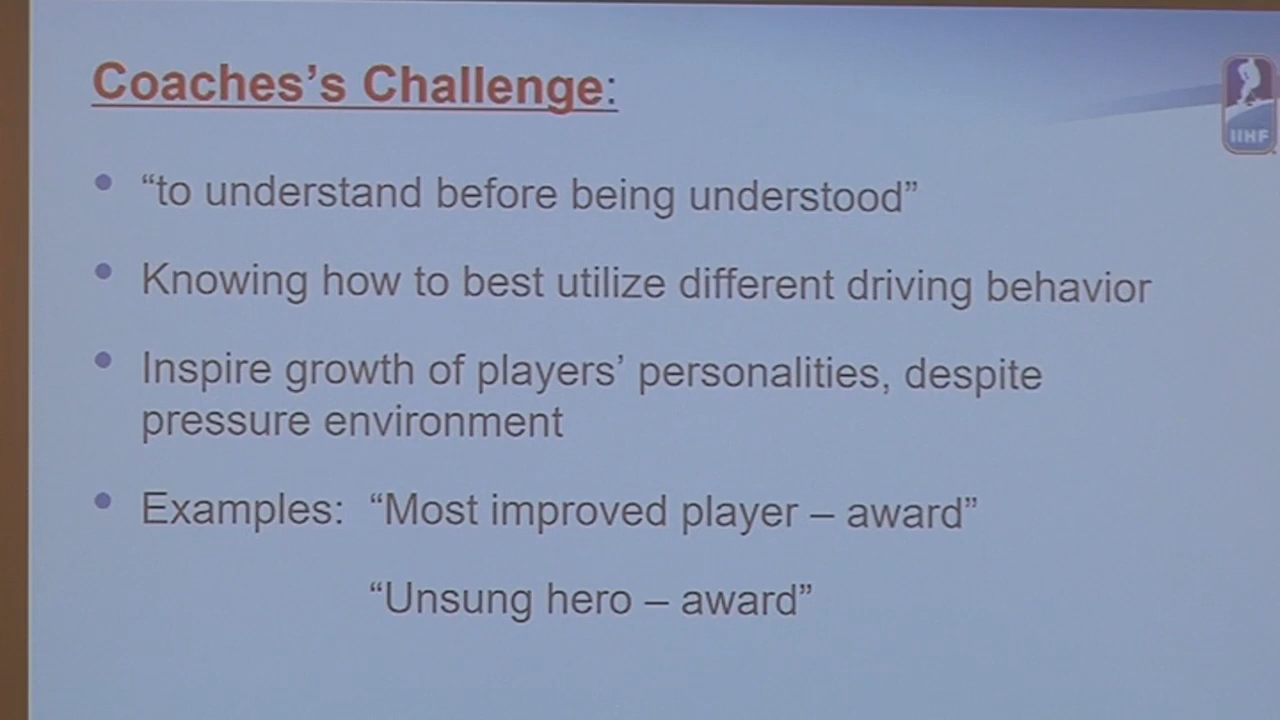 Coaches’s Challenge:
IIHF
“to understand before being understood”
Knowing how to best utilize different driving behavior
Inspire growth of players’ personalities, despite
pressure environment
Examples: “Most improved player – award”
“Unsung hero – award”